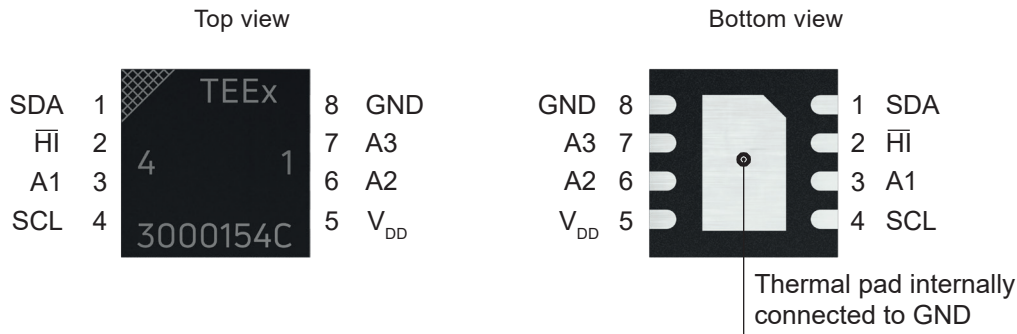 Top view
Bottom view
SDA 1
H̅I̅ 2
A1 3
SCL 4
TEEx
4 1
3000154C
8 GND
7 A3
6 A2
5 VDD
GND 8
A3 7
A2 6
VDD 5
1 SDA
2 H̅I̅
3 A1
4 SCL
Thermal pad internally
connected to GND